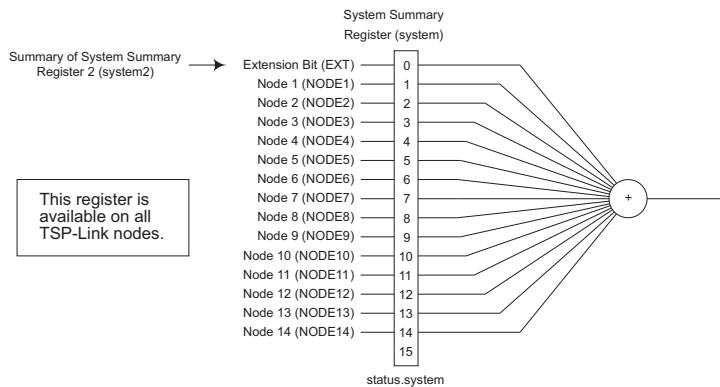 System Summary
Register (system)
Summary of System Summary
Register 2 (system2)
Extension Bit (EXT) 0
Node 1 (NODE1) 1
Node 2 (NODE2) 2
Node 3 (NODE3) 3
Node 4 (NODE4) 4
Node 5 (NODE5) 5
Node 6 (NODE6) 6
Node 7 (NODE7) 7
Node 8 (NODE8) 8
Node 9 (NODE9) 9
Node 10 (NODE10) 10
Node 11 (NODE11) 11
Node 12 (NODE12) 12
Node 13 (NODE13) 13
Node 14 (NODE14) 14
15
+
This register is
available on all
TSP-Link nodes.
status.system